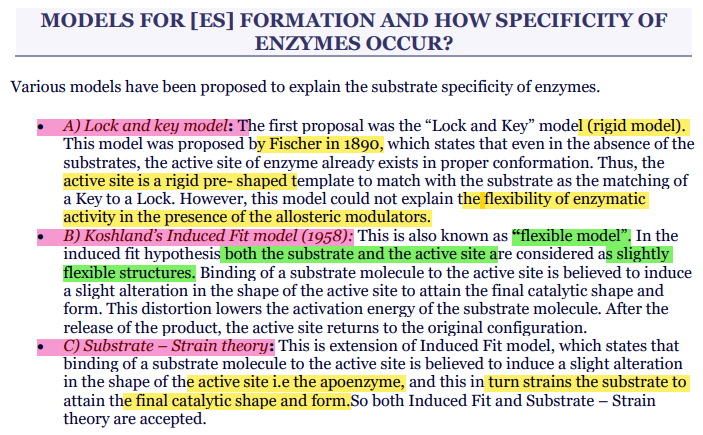 MODELS FOR [ES] FORMATION AND HOW SPECIFICITY OF
ENZYMES OCCUR?
Various models have been proposed to explain the substrate specificity of enzymes.
• A) Lock and key model: The first proposal was the “Lock and Key” model (rigid model).
This model was proposed by Fischer in 1890, which states that even in the absence of the
substrates, the active site of enzyme already exists in proper conformation. Thus, the
active site is a rigid pre- shaped template to match with the substrate as the matching of
a Key to a Lock. However, this model could not explain the flexibility of enzymatic
activity in the presence of the allosteric modulators.
• B) Koshland’s Induced Fit model (1958): This is also known as “flexible model”. In the
induced fit hypothesis both the substrate and the active site are considered as slightly
flexible structures. Binding of a substrate molecule to the active site is believed to induce
a slight alteration in the shape of the active site to attain the final catalytic shape and
form. This distortion lowers the activation energy of the substrate molecule. After the
release of the product, the active site returns to the original configuration.
• C) Substrate – Strain theory: This is extension of Induced Fit model, which states that
binding of a substrate molecule to the active site is believed to induce a slight alteration
in the shape of the active site i.e the apoenzyme, and this in turn strains the substrate to
attain the final catalytic shape and form.So both Induced Fit and Substrate – Strain
theory are accepted.